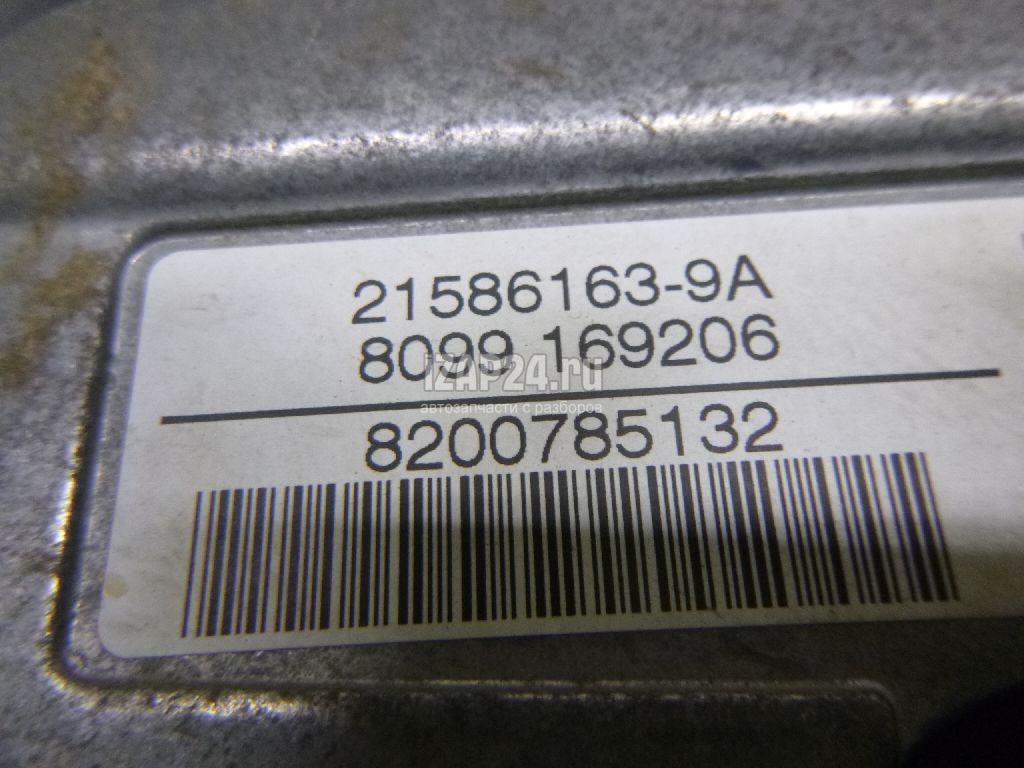 21586163-9A
8099 169206
iZAP24.ru
автозапчасти с разборов
8200785132